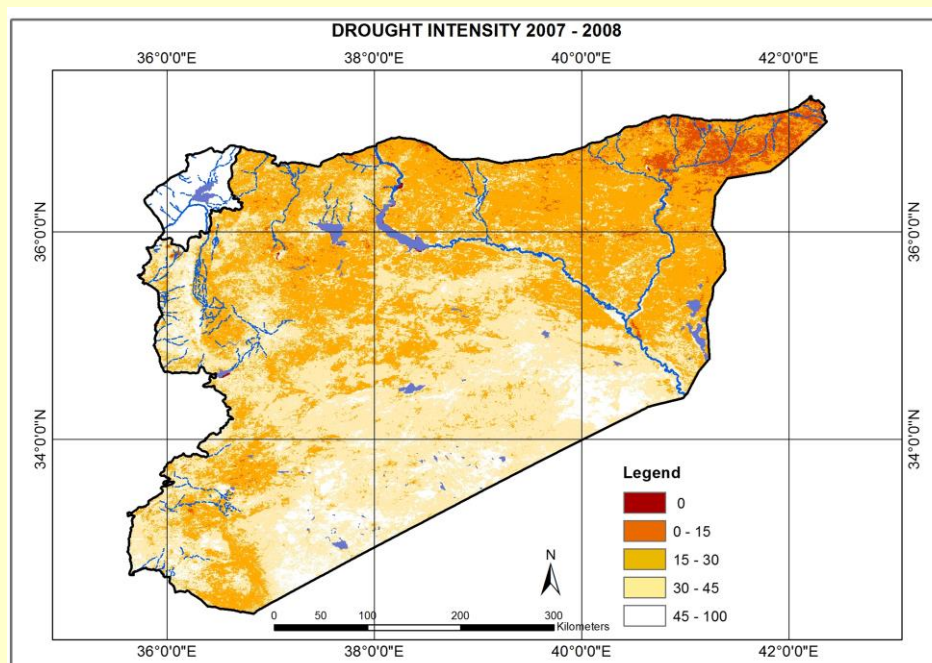 DROUGHT INTENSITY 2007 - 2008
36°0'0"E 38°0'0"E 40°0'0"E 42°0'0"E
36°0'0"N 36°0'0"N
34°0'0"N 34°0'0"N
Legend
0
0 - 15
15 - 30
30 - 45
45 - 100
N
0 50 100 200 300
Kilometers
36°0'0"E 38°0'0"E 40°0'0"E 42°0'0"E